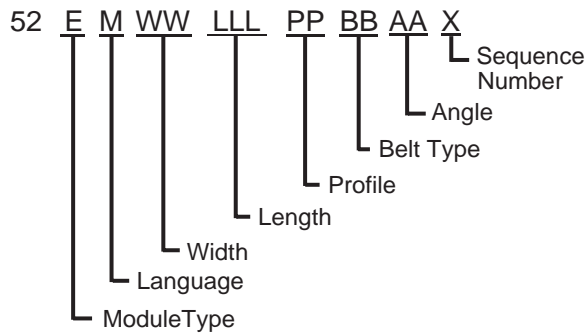 52 E M WW LLL PP BB AA X
Sequence
Number
Angle
Belt Type
Profile
Length
Width
Language
ModuleType